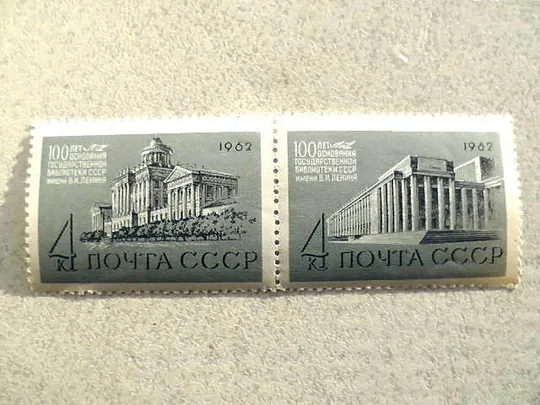 100 ЛЕТ
ОСНОВАНИЯ
ГОСУДАРСТВЕННОЙ
БИБЛИОТЕКИ СССР
ИМЕНИ В.И. ЛЕНИНА
1962
4
К
ПОЧТА СССР
100 ЛЕТ
ОСНОВАНИЯ
ГОСУДАРСТВЕННОЙ
БИБЛИОТЕКИ СССР
ИМЕНИ В.И. ЛЕНИНА
1962
4
К
ПОЧТА СССР